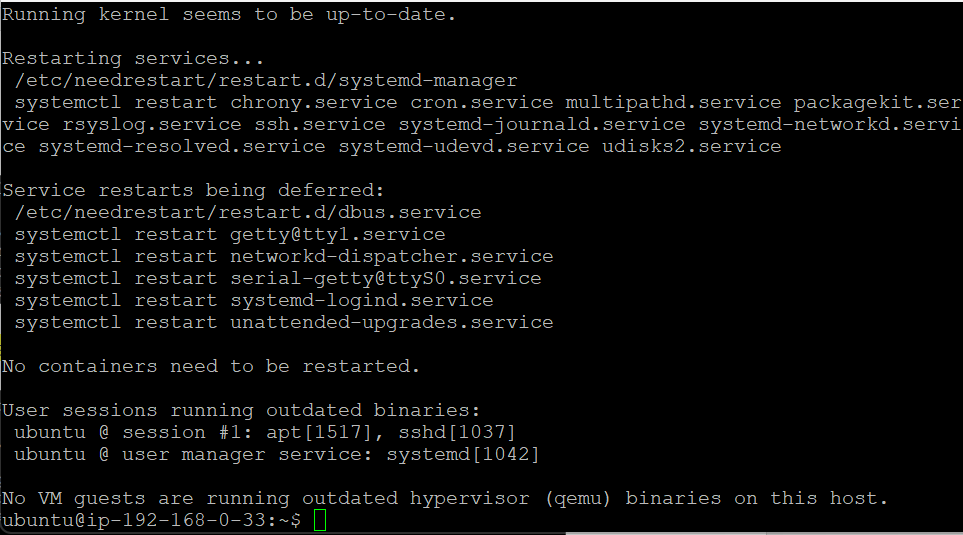 Running kernel seems to be up-to-date.
Restarting services...
/etc/needrestart/restart.d/systemd-manager
systemctl restart chrony.service cron.service multipathd.service packagekit.ser
vice rsyslog.service ssh.service systemd-journald.service systemd-networkd.servi
ce systemd-resolved.service systemd-udevd.service udisks2.service
Service restarts being deferred:
/etc/needrestart/restart.d/dbus.service
systemctl restart getty@tty1.service
systemctl restart networkd-dispatcher.service
systemctl restart serial-getty@ttyS0.service
systemctl restart systemd-logind.service
systemctl restart unattended-upgrades.service
No containers need to be restarted.
User sessions running outdated binaries:
ubuntu @ session #1: apt[1517], sshd[1037]
ubuntu @ user manager service: systemd[1042]
No VM guests are running outdated hypervisor (qemu) binaries on this host.
ubuntu@ip-192-168-0-33:~$